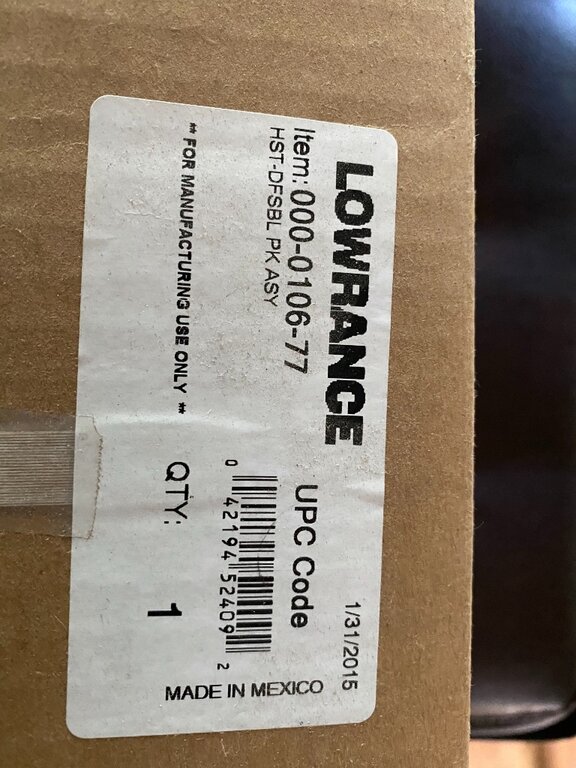 LOWRANCE
1/31/2015
Item: 000-0106-77
HST-DFSBL PK ASY
UPC Code
0 42194 52409 2
** FOR MANUFACTURING USE ONLY **
QTY: 1
MADE IN MEXICO